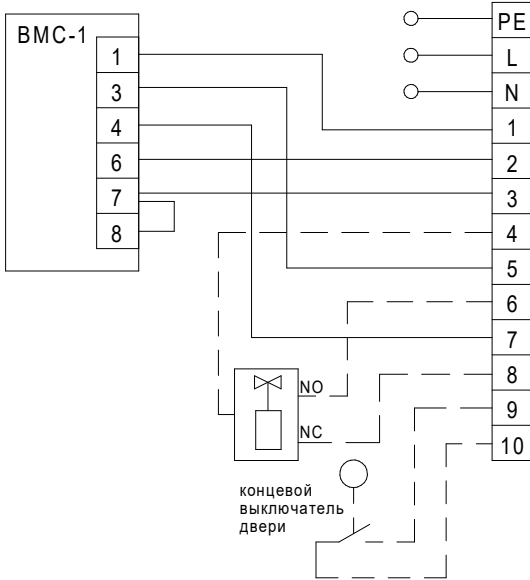 ВМС-1
1
3
4
6
7
8
PE
L
N
1
2
3
4
5
6
7
8
9
10
NO
NC
концевой
выключатель
двери